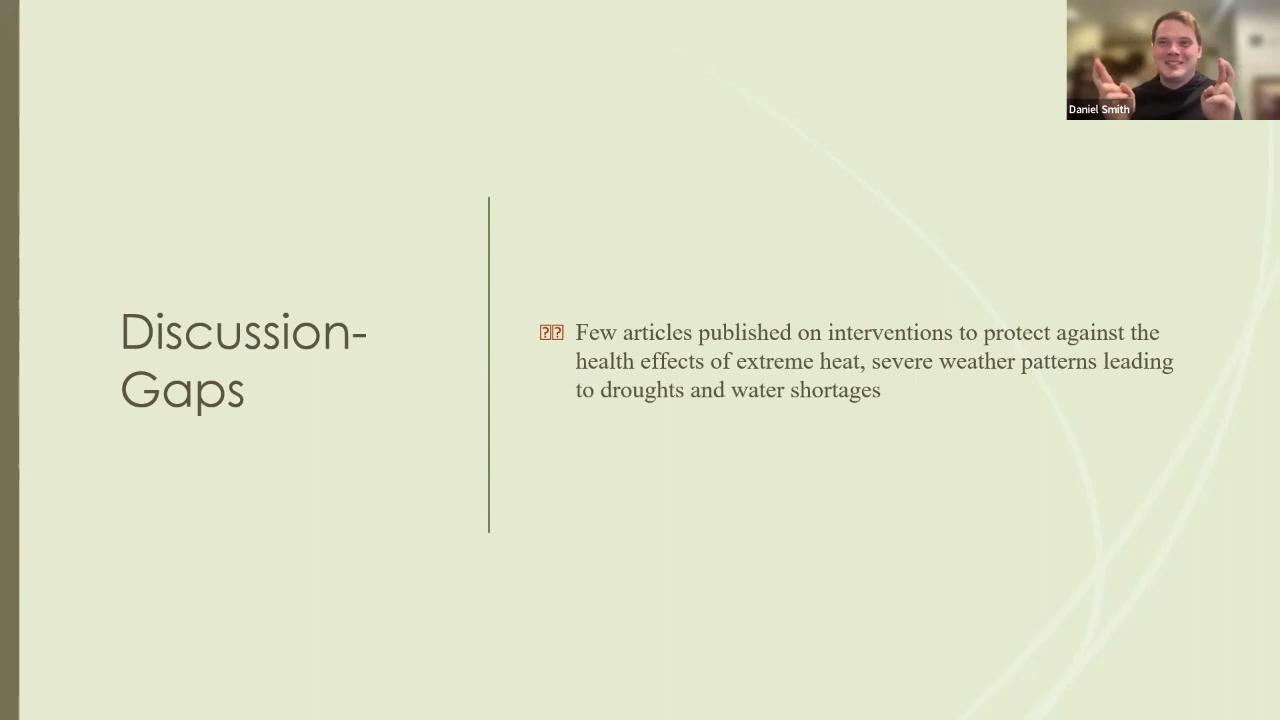 Daniel Smith
Discussion-
Gaps
Few articles published on interventions to protect against the
health effects of extreme heat, severe weather patterns leading
to droughts and water shortages